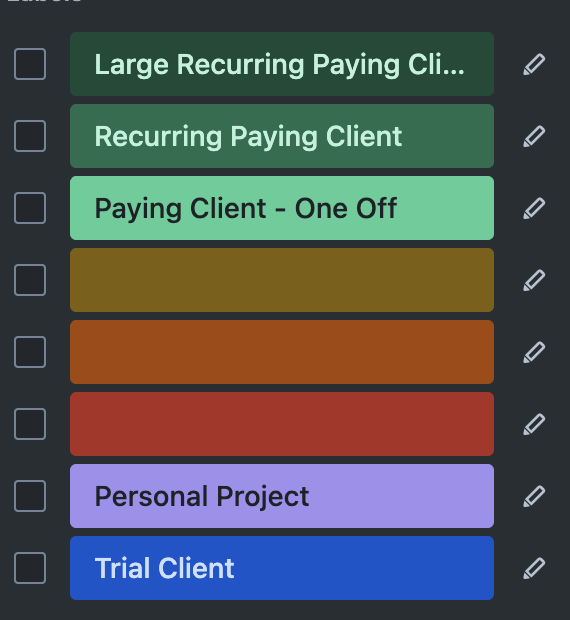 Large Recurring Paying Cli...
Recurring Paying Client
Paying Client - One Off
Personal Project
Trial Client